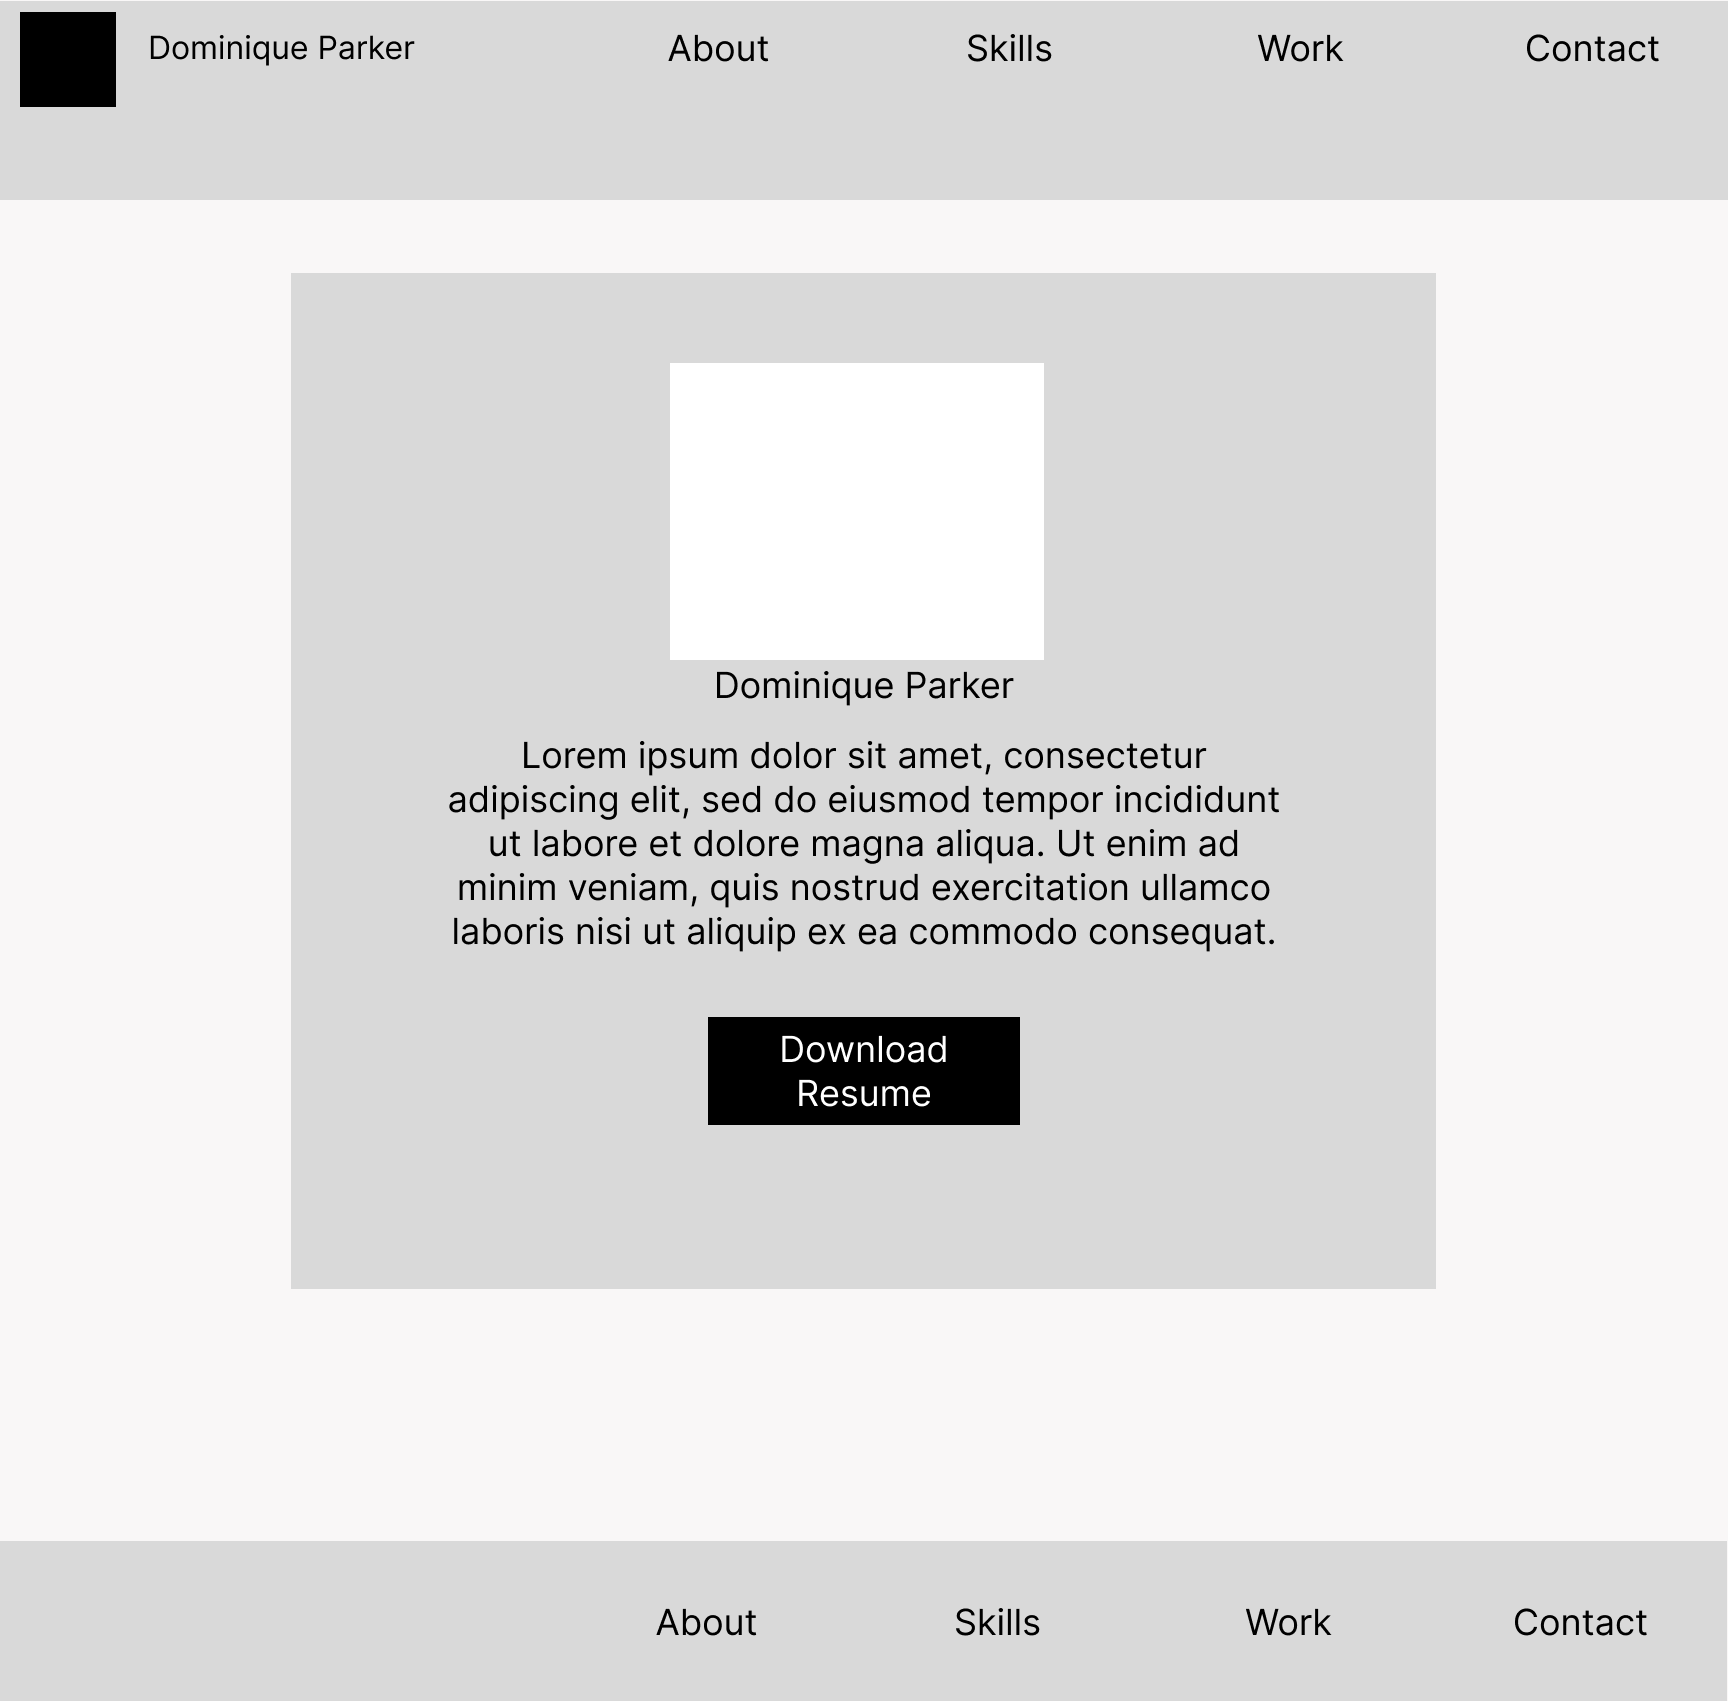 Dominique Parker About Skills Work Contact
Dominique Parker
Lorem ipsum dolor sit amet, consectetur
adipiscing elit, sed do eiusmod tempor incididunt
ut labore et dolore magna aliqua. Ut enim ad
minim veniam, quis nostrud exercitation ullamco
laboris nisi ut aliquip ex ea commodo consequat.
Download
Resume
About Skills Work Contact